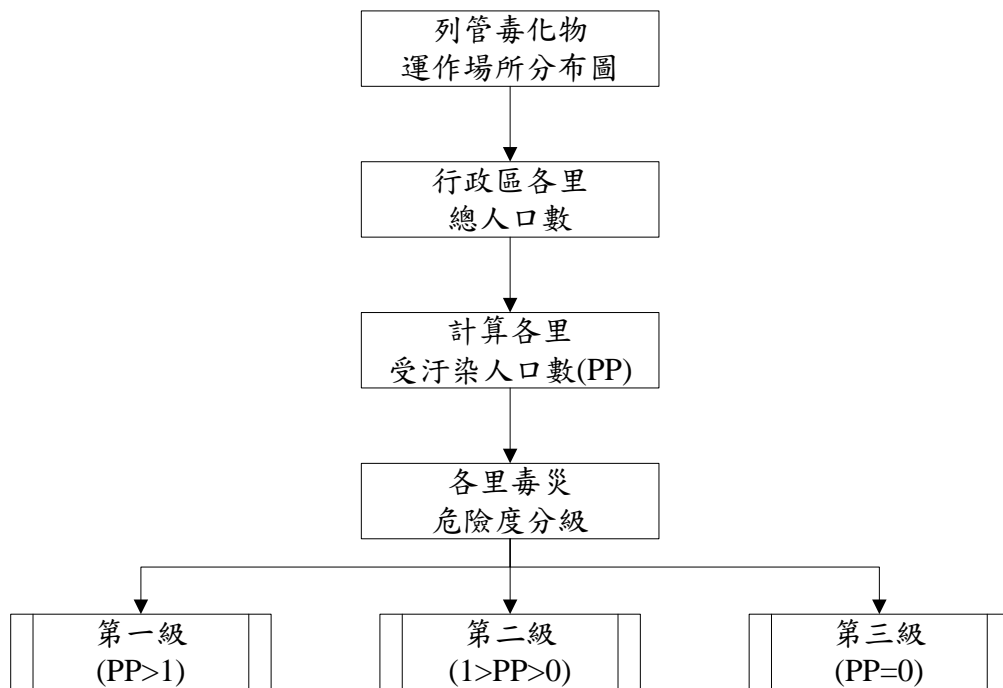 列管毒化物
運作場所分布圖
行政區各里
總人口數
計算各里
受汙染人口數(PP)
各里毒災
危險度分級
第一級
(PP>1)
第二級
(1>PP>0)
第三級
(PP=0)